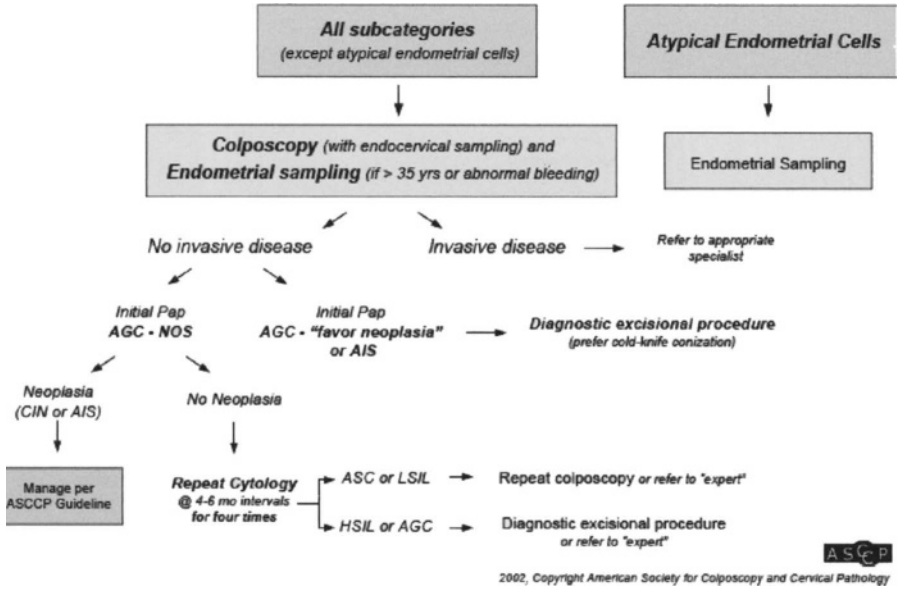 All subcategories
(except atypical endometrial cells)
Atypical Endometrial Cells
Colposcopy (with endocervical sampling) and
Endometrial sampling (if > 35 yrs or abnormal bleeding)
Endometrial Sampling
No invasive disease
Invasive disease
Refer to appropriate
specialist
Initial Pap
AGC - NOS
Initial Pap
AGC - “favor neoplasia”
or AIS
Diagnostic excisional procedure
(prefer cold-knife conization)
Neoplasia
(CIN or AIS)
No Neoplasia
Manage per
ASCCP Guideline
Repeat Cytology
@ 4-6 mo intervals
for four times
ASC or LSIL
Repeat colposcopy or refer to "expert"
HSIL or AGC
Diagnostic excisional procedure
or refer to "expert"
ASCCP
2002, Copyright American Society for Colposcopy and Cervical Pathology